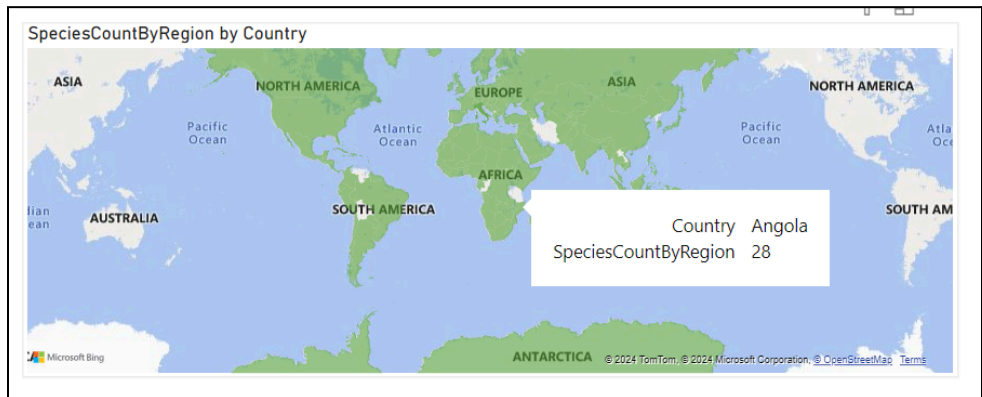 SpeciesCountByRegion by Country
ASIA
NORTH AMERICA
EUROPE
ASIA
NORTH AMERICA
Pacific
Ocean
Atlantic
Ocean
Pacific
Ocean
Atla
Oce
AFRICA
dian
ean
AUSTRALIA
SOUTH AMERICA
SOUTH AM
Country Angola
SpeciesCountByRegion 28
Microsoft Bing
ANTARCTICA
© 2024 TomTom, © 2024 Microsoft Corporation, © OpenStreetMap Terms